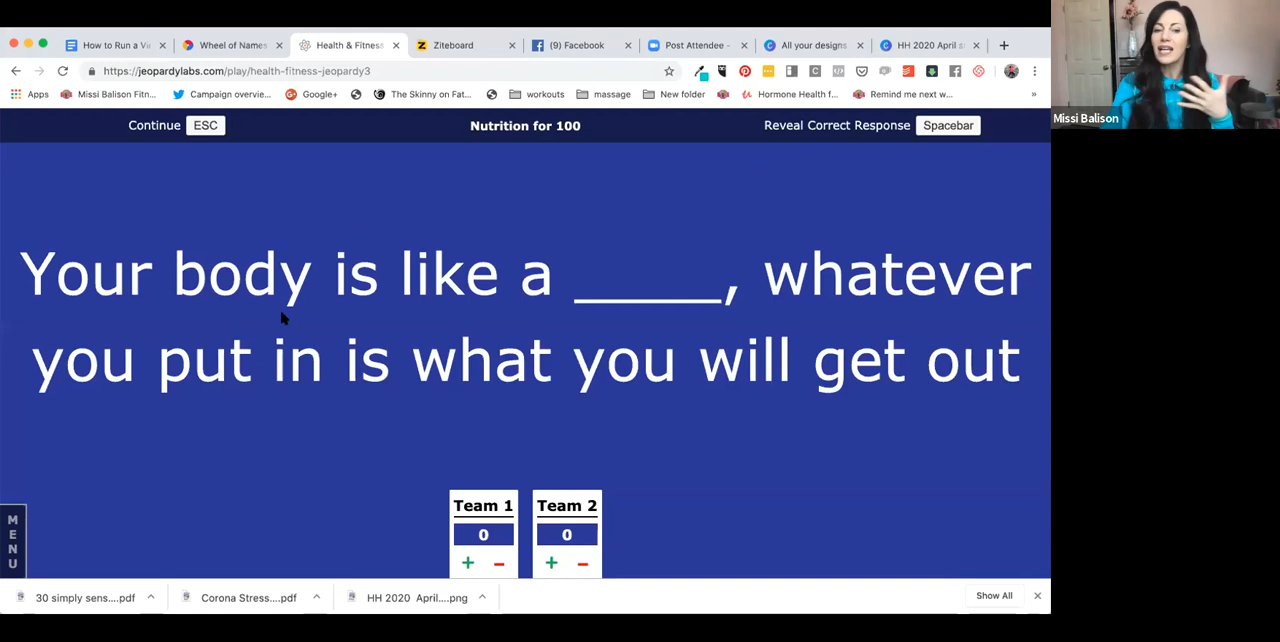 How to Run a Vi
Wheel of Names
Health & Fitness
Ziteboard
(9) Facebook
Post Attendee -
All your designs
HH 2020 April s
https://jeopardylabs.com/play/health-fitness-jeopardy3
Apps
Missi Balison Fitn...
Campaign overvie...
Google+
The Skinny on Fat...
workouts
massage
New folder
Hormone Health f...
Remind me next w...
Continue ESC
Nutrition for 100
Reveal Correct Response Spacebar
Missi Balison
Your body is like a _____, whatever
you put in is what you will get out
MENU
Team 1 Team 2
0 0
+ − + −
30 simply sens....pdf
Corona Stress....pdf
HH 2020 April....png
Show All